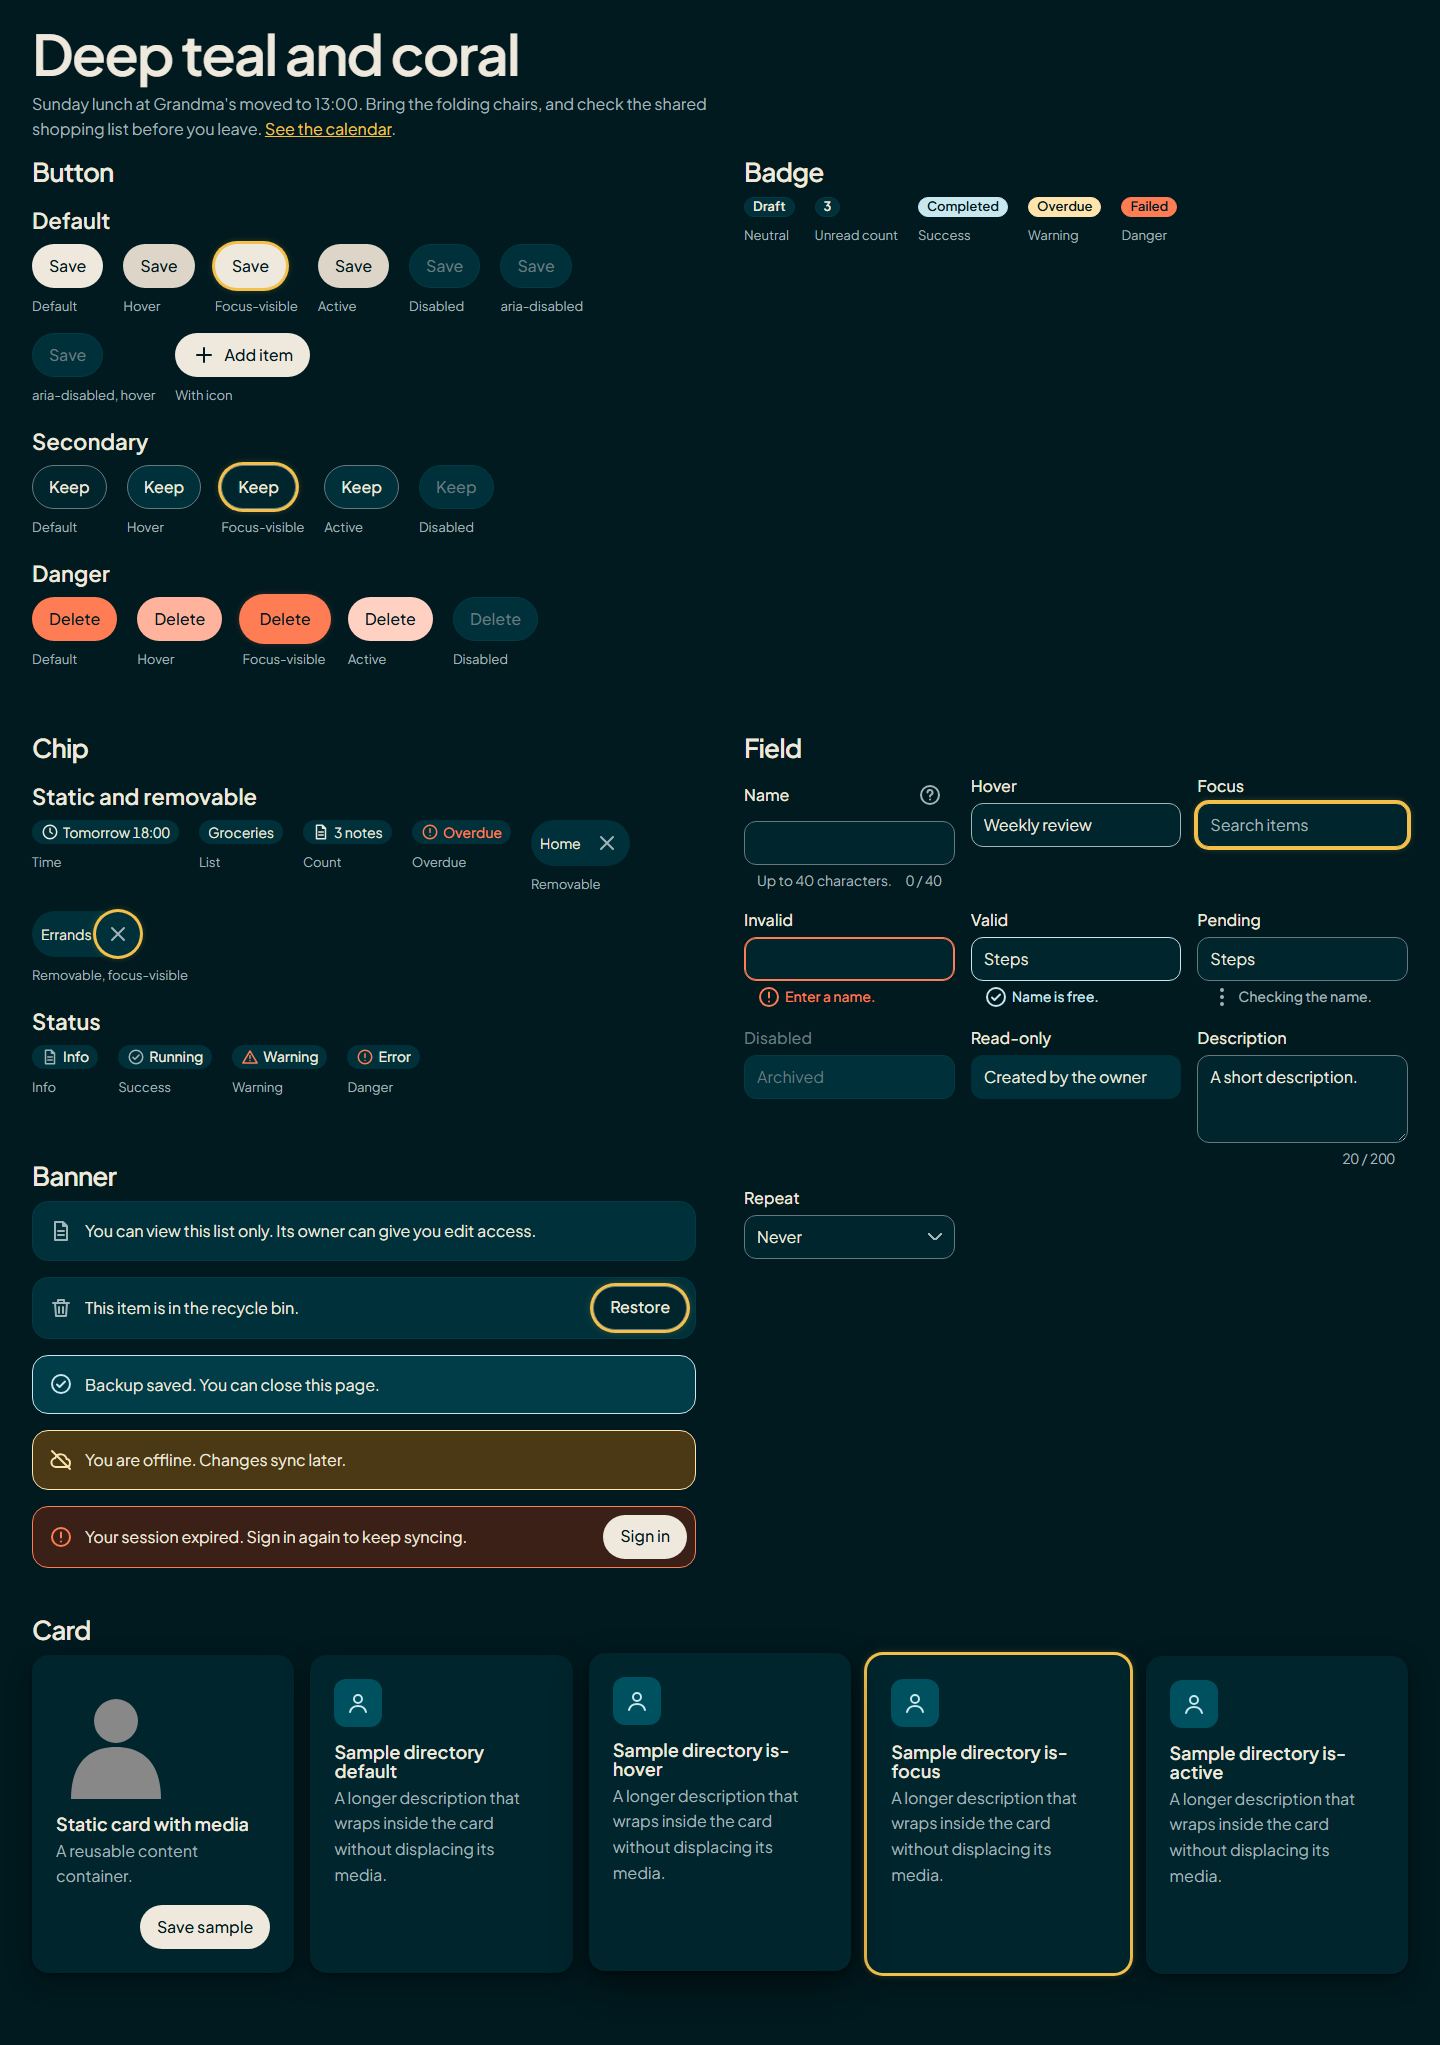 Deep teal and coral
Sunday lunch at Grandma's moved to 13:00. Bring the folding chairs, and check the shared
shopping list before you leave. See the calendar.
Button
Default
Save Save Save Save Save Save
Default Hover Focus-visible Active Disabled aria-disabled
Save Add item
aria-disabled, hover With icon
Secondary
Keep Keep Keep Keep Keep
Default Hover Focus-visible Active Disabled
Danger
Delete Delete Delete Delete Delete
Default Hover Focus-visible Active Disabled
Badge
Draft 3 Completed Overdue Failed
Neutral Unread count Success Warning Danger
Chip
Static and removable
Tomorrow 18:00 Groceries 3 notes Overdue Home
Time List Count Overdue Removable
Errands
Removable, focus-visible
Status
Info Running Warning Error
Info Success Warning Danger
Field
Name Hover Focus
Weekly review Search items
Up to 40 characters. 0 / 40
Invalid Valid Pending
Steps Steps
Enter a name. Name is free. Checking the name.
Disabled Read-only Description
Archived Created by the owner A short description.
20 / 200
Repeat
Never
Banner
You can view this list only. Its owner can give you edit access.
This item is in the recycle bin. Restore
Backup saved. You can close this page.
You are offline. Changes sync later.
Your session expired. Sign in again to keep syncing. Sign in
Card
Static card with media
A reusable content
container.
Save sample
Sample directory
default
A longer description that
wraps inside the card
without displacing its
media.
Sample directory is-
hover
A longer description that
wraps inside the card
without displacing its
media.
Sample directory is-
focus
A longer description that
wraps inside the card
without displacing its
media.
Sample directory is-
active
A longer description that
wraps inside the card
without displacing its
media.